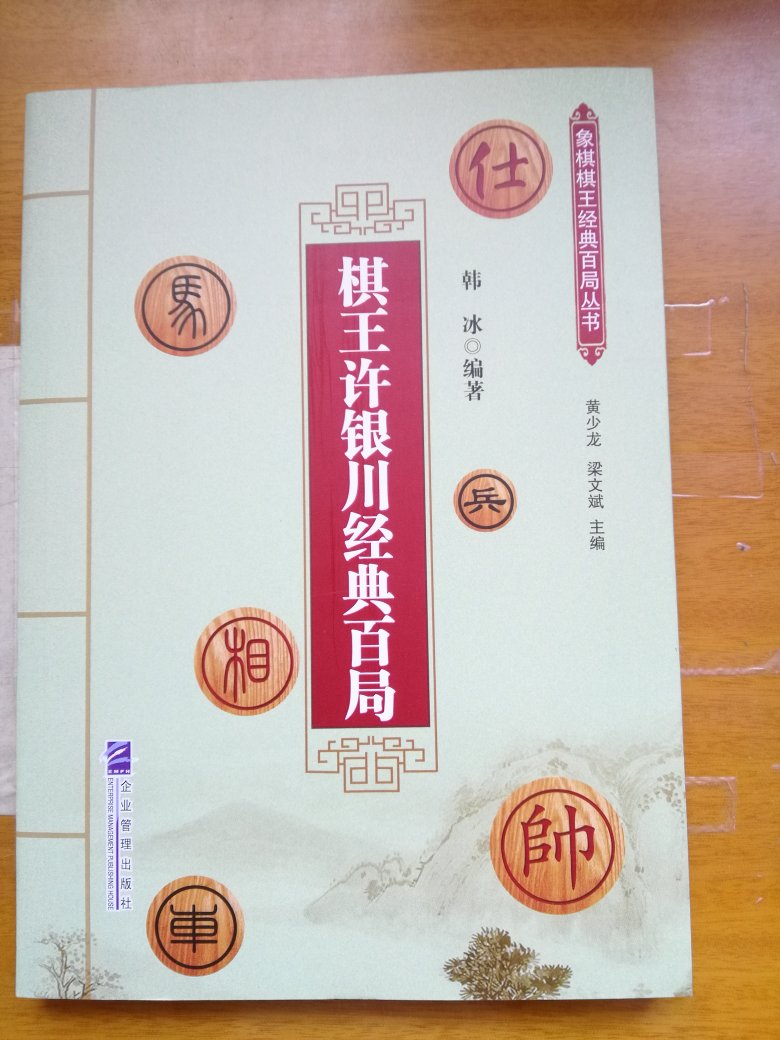 象棋棋王经典百局丛书
黄少龙 梁文斌 主编
韩冰◎编著
棋王许银川经典百局
仕
馬
兵
相
帥
車
EMPH
企业管理出版社
ENTERPRISE MANAGEMENT PUBLISHING HOUSE